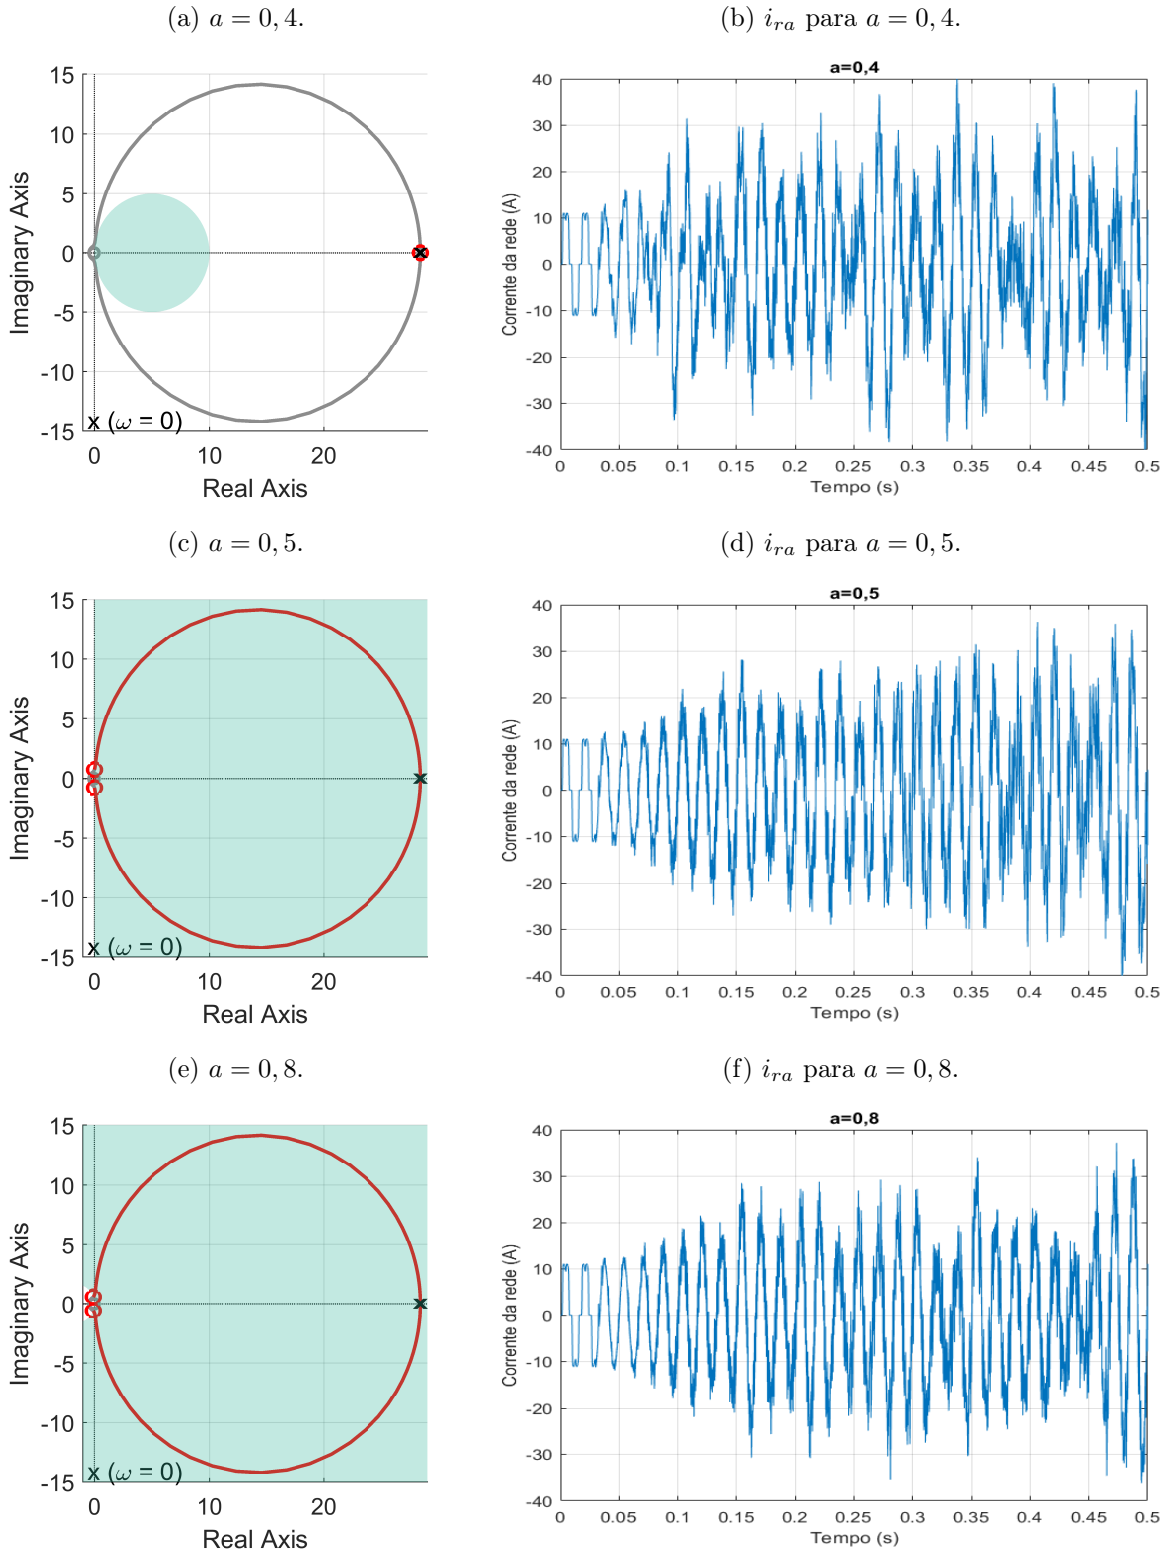 (a) a = 0, 4.
(b) i_ra para a = 0, 4.
15
10
5
0
-5
-10
-15
Imaginary Axis
x (ω = 0)
0 10 20
Real Axis
a=0,4
40
30
20
10
0
-10
-20
-30
-40
Corrente da rede (A)
0 0.05 0.1 0.15 0.2 0.25 0.3 0.35 0.4 0.45 0.5
Tempo (s)
(c) a = 0, 5.
(d) i_ra para a = 0, 5.
15
10
5
0
-5
-10
-15
Imaginary Axis
x (ω = 0)
0 10 20
Real Axis
a=0,5
40
30
20
10
0
-10
-20
-30
-40
Corrente da rede (A)
0 0.05 0.1 0.15 0.2 0.25 0.3 0.35 0.4 0.45 0.5
Tempo (s)
(e) a = 0, 8.
(f) i_ra para a = 0, 8.
15
10
5
0
-5
-10
-15
Imaginary Axis
x (ω = 0)
0 10 20
Real Axis
a=0,8
40
30
20
10
0
-10
-20
-30
-40
Corrente da rede (A)
0 0.05 0.1 0.15 0.2 0.25 0.3 0.35 0.4 0.45 0.5
Tempo (s)